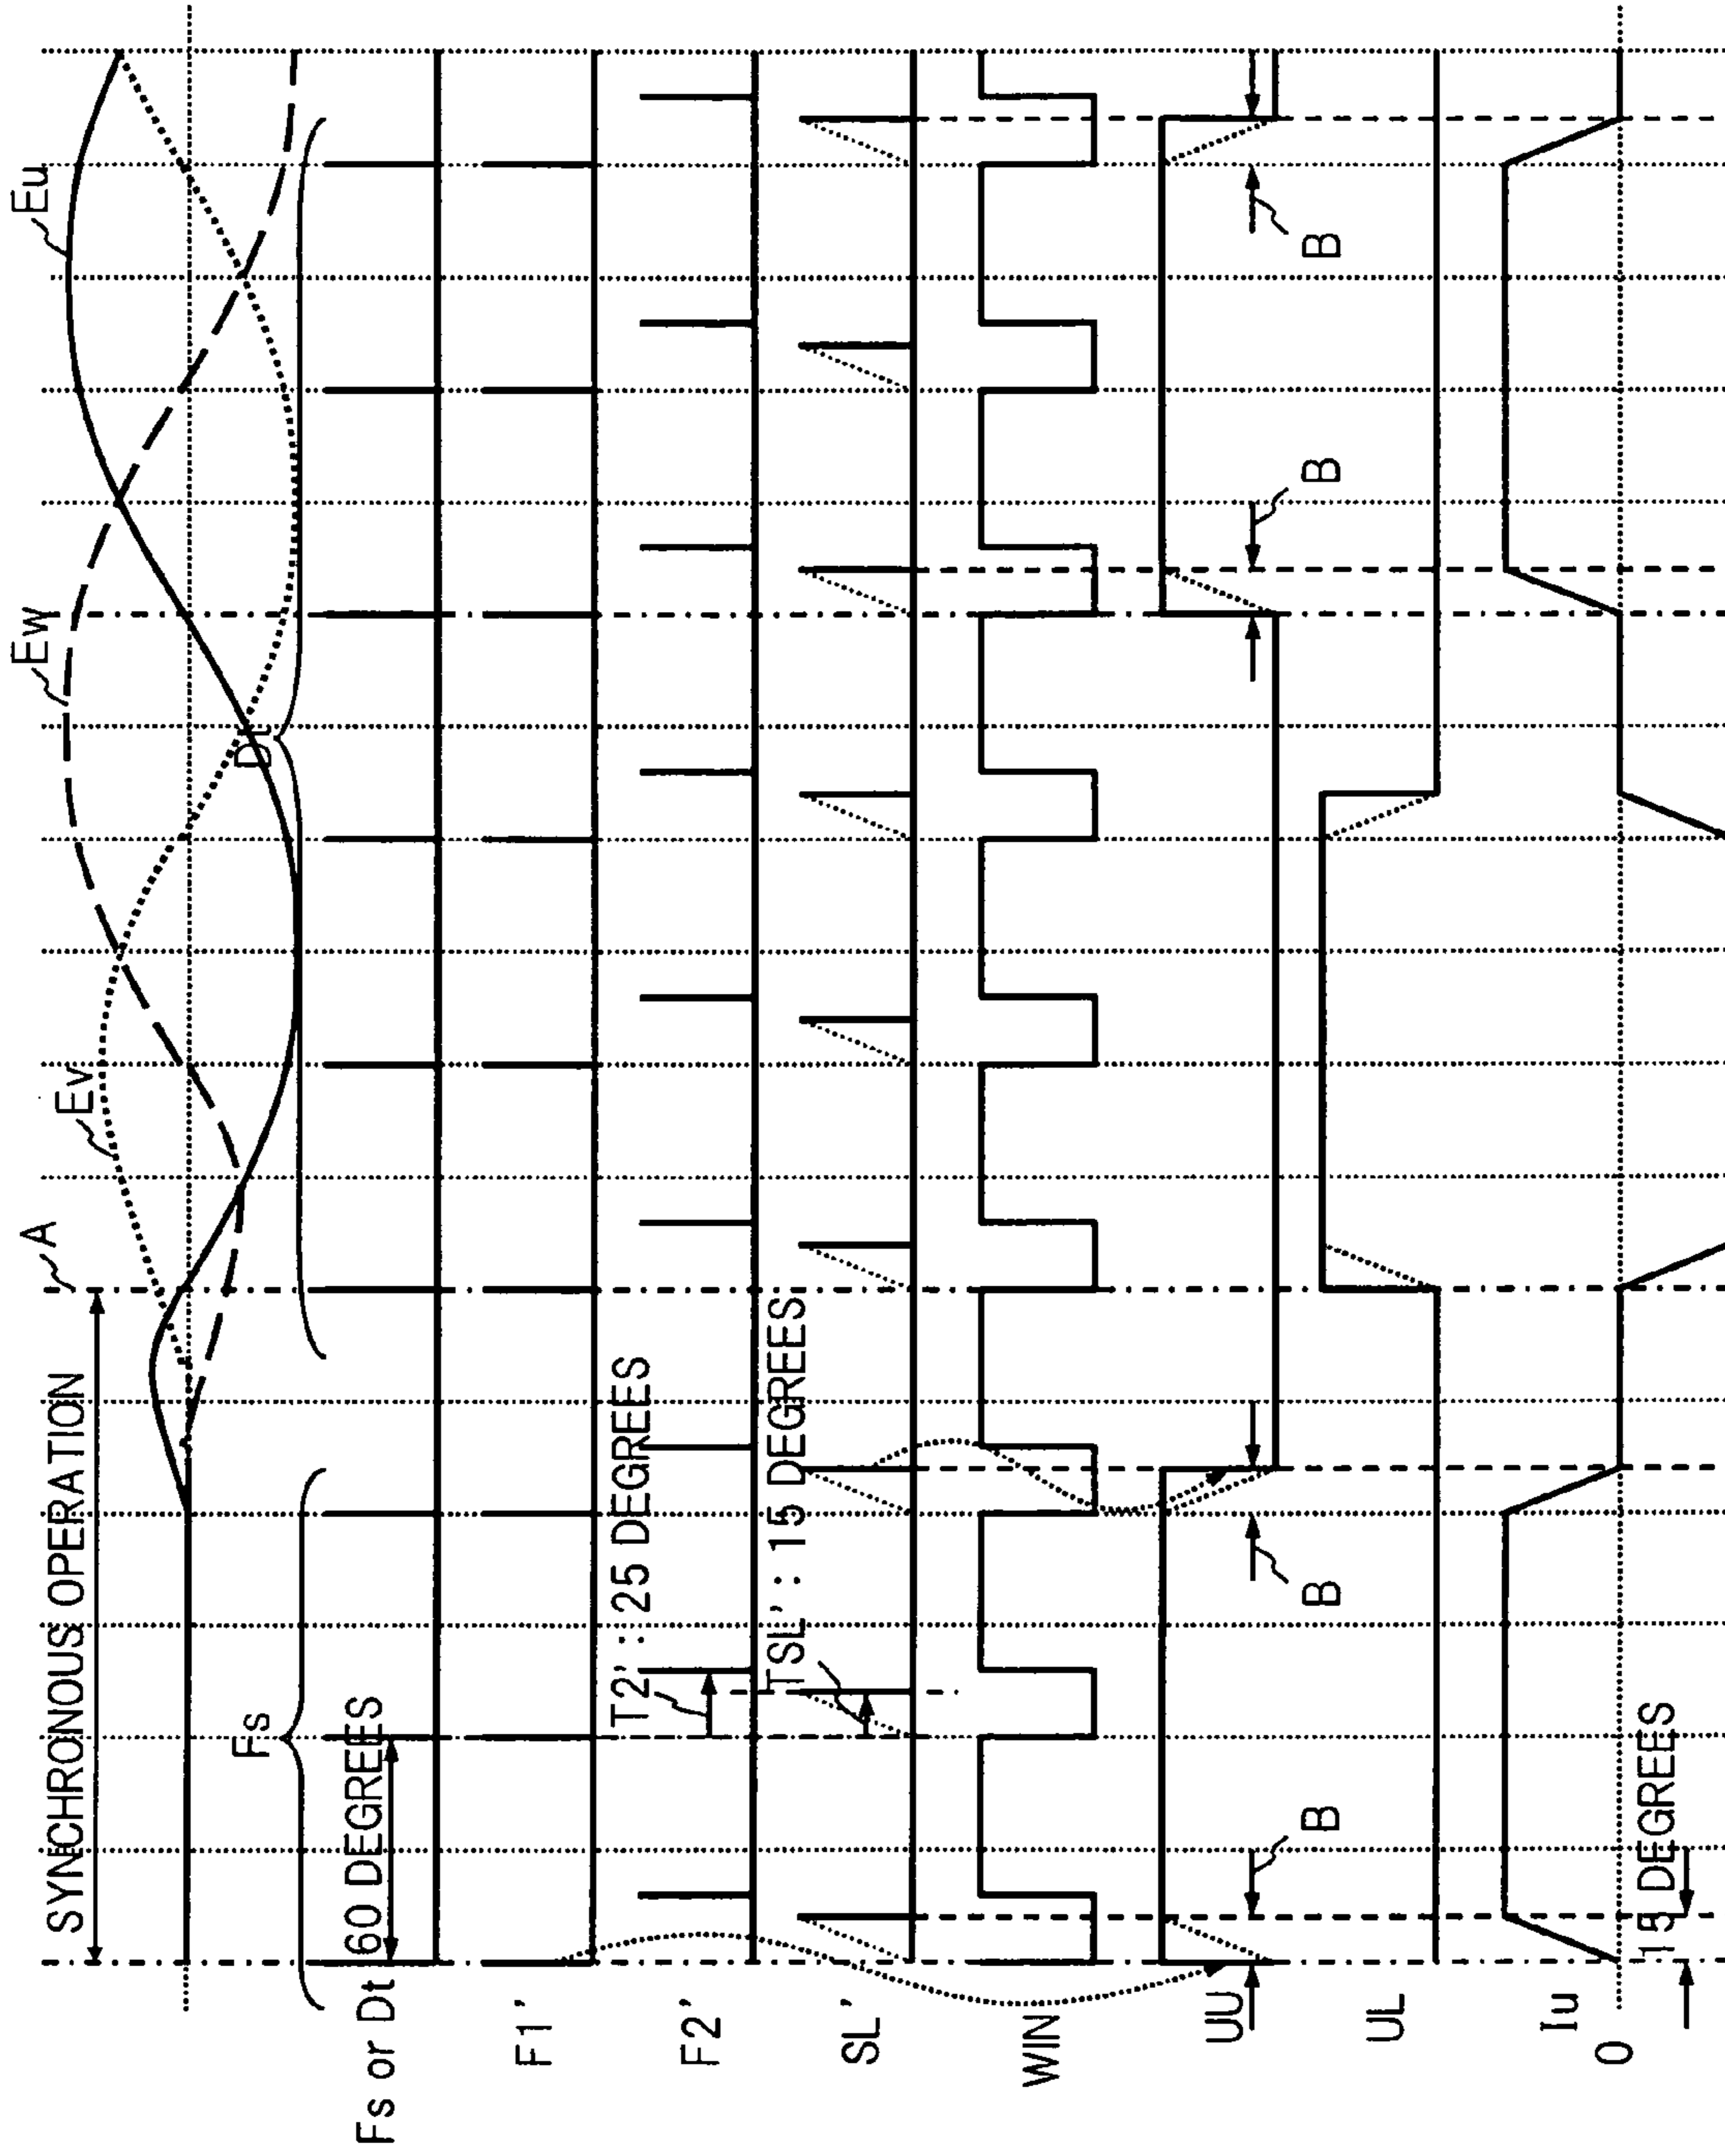 SYNCHRONOUS OPERATION
A
Ev
Ew
Eu
Fs
Dt
Fs or Dt
60 DEGREES
F1'
F2'
T2': 25 DEGREES
SL'
TSL': 15 DEGREES
WIN
UU
B
B
B
B
UL
Iu
0
15 DEGREES